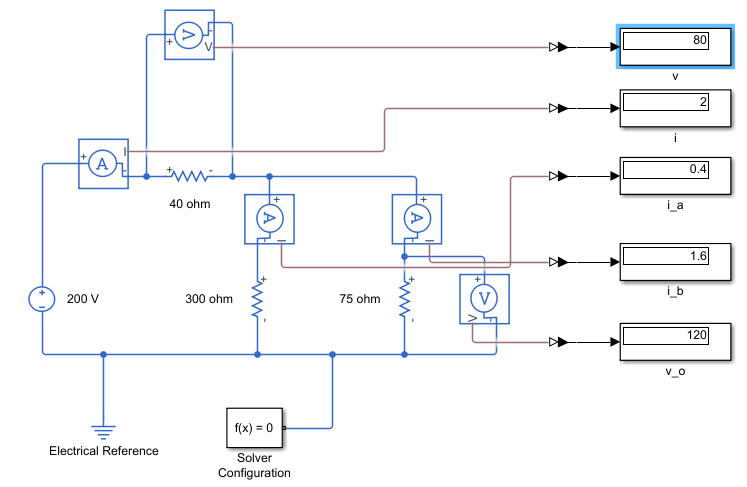 80
V
v
2
i
A
I
0.4
i_a
40 ohm
A
A
I
I
1.6
i_b
200 V
300 ohm
75 ohm
V
V
V
120
v_o
f(x) = 0
Electrical Reference
Solver
Configuration